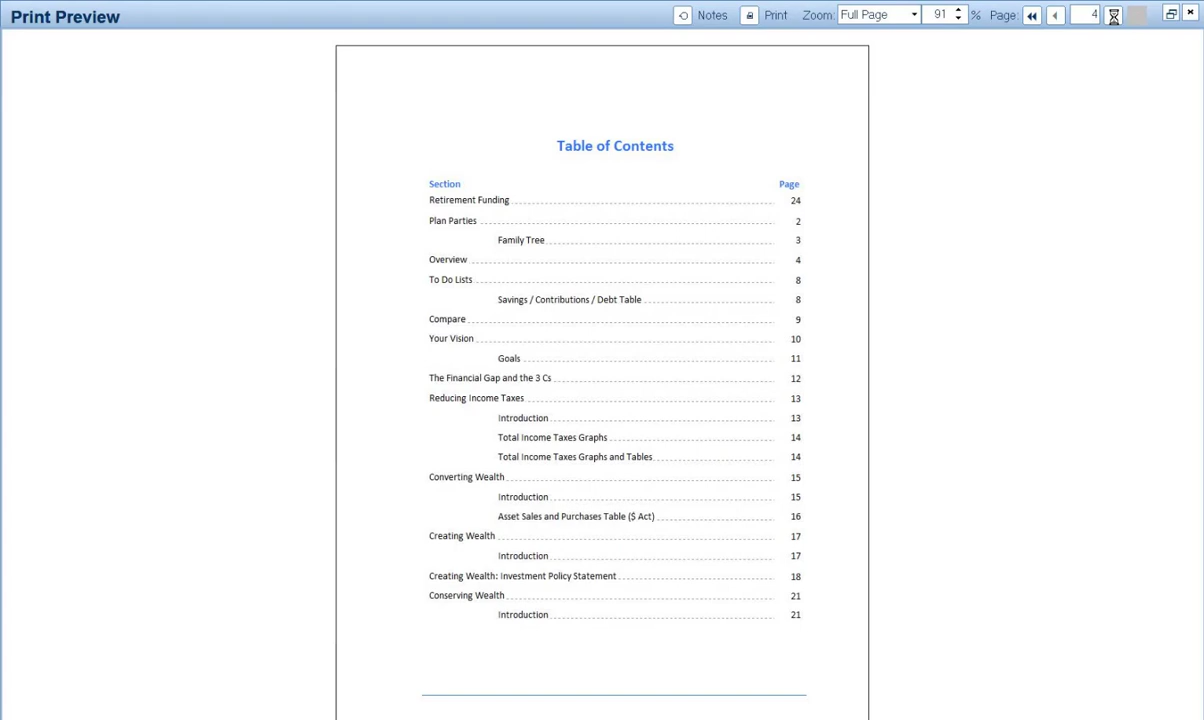 Print Preview Notes Print Zoom: Full Page 91 % Page: 4
Table of Contents
Section Page
Retirement Funding 24
Plan Parties 2
Family Tree 3
Overview 4
To Do Lists 8
Savings / Contributions / Debt Table 8
Compare 9
Your Vision 10
Goals 11
The Financial Gap and the 3 Cs 12
Reducing Income Taxes 13
Introduction 13
Total Income Taxes Graphs 14
Total Income Taxes Graphs and Tables 14
Converting Wealth 15
Introduction 15
Asset Sales and Purchases Table ($ Act) 16
Creating Wealth 17
Introduction 17
Creating Wealth: Investment Policy Statement 18
Conserving Wealth 21
Introduction 21